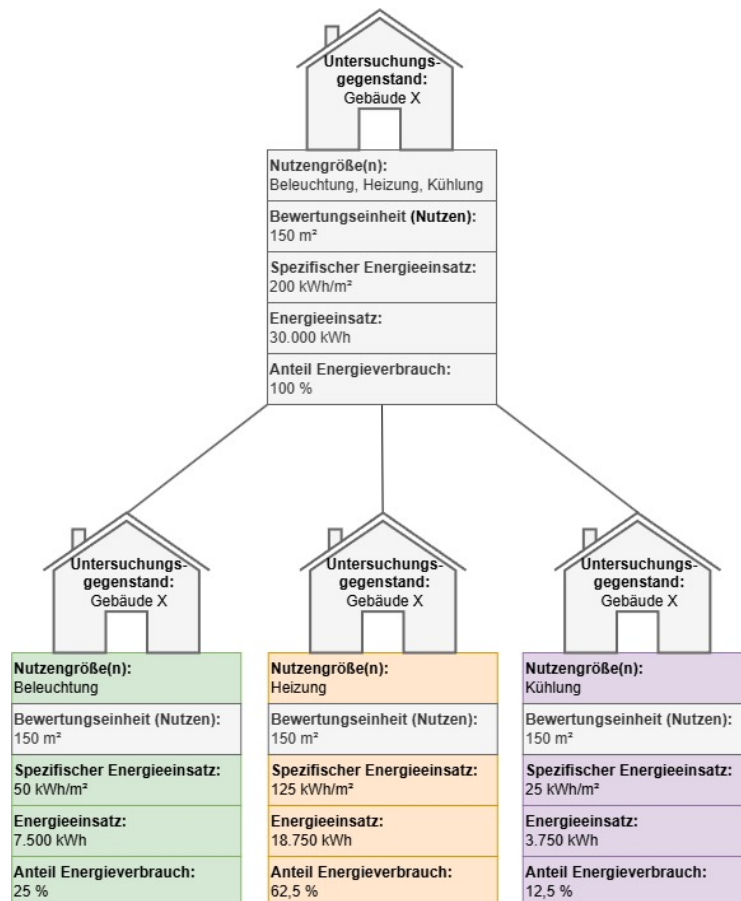 Untersuchungs-
gegenstand:
Gebäude X
Nutzengröße(n):
Beleuchtung, Heizung, Kühlung
Bewertungseinheit (Nutzen):
150 m²
Spezifischer Energieeinsatz:
200 kWh/m²
Energieeinsatz:
30.000 kWh
Anteil Energieverbrauch:
100 %
Untersuchungs-
gegenstand:
Gebäude X
Nutzengröße(n):
Beleuchtung
Bewertungseinheit (Nutzen):
150 m²
Spezifischer Energieeinsatz:
50 kWh/m²
Energieeinsatz:
7.500 kWh
Anteil Energieverbrauch:
25 %
Untersuchungs-
gegenstand:
Gebäude X
Nutzengröße(n):
Heizung
Bewertungseinheit (Nutzen):
150 m²
Spezifischer Energieeinsatz:
125 kWh/m²
Energieeinsatz:
18.750 kWh
Anteil Energieverbrauch:
62,5 %
Untersuchungs-
gegenstand:
Gebäude X
Nutzengröße(n):
Kühlung
Bewertungseinheit (Nutzen):
150 m²
Spezifischer Energieeinsatz:
25 kWh/m²
Energieeinsatz:
3.750 kWh
Anteil Energieverbrauch:
12,5 %